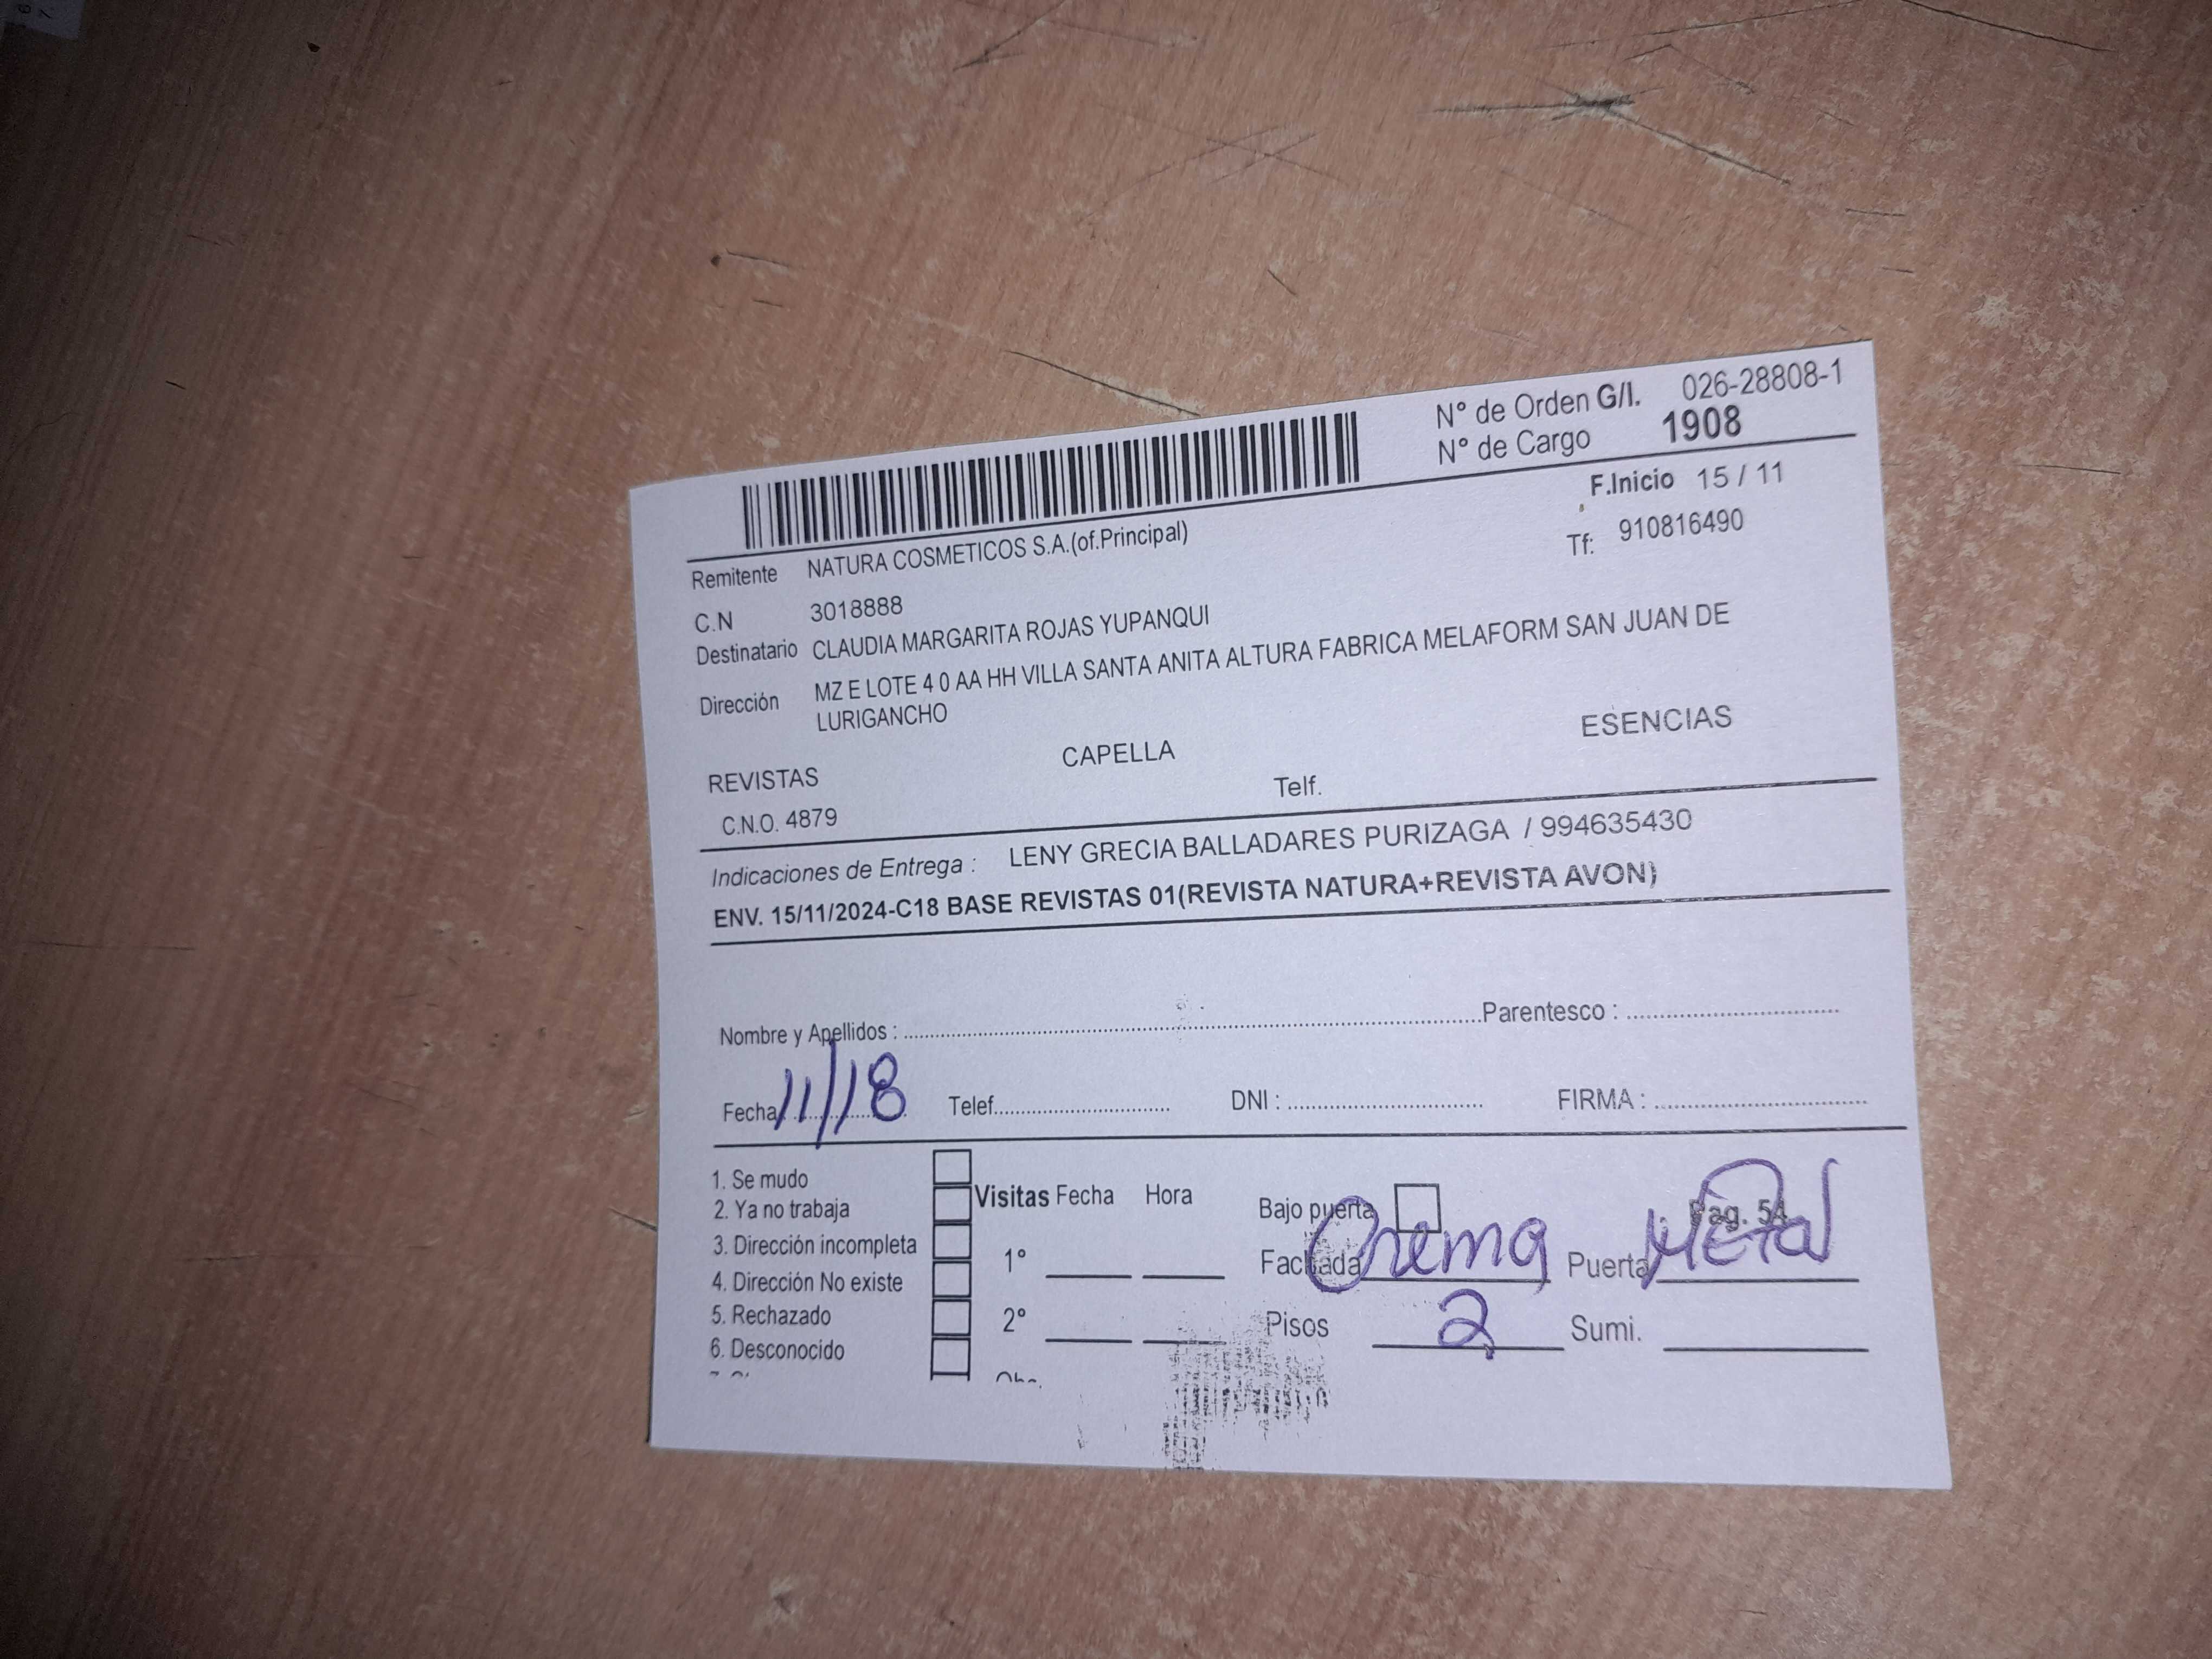 N° de Orden G/I. 026-28808-1
N° de Cargo 1908
F.Inicio 15 / 11
Remitente NATURA COSMETICOS S.A.(of.Principal)
Tf: 910816490
C.N 3018888
Destinatario CLAUDIA MARGARITA ROJAS YUPANQUI
Dirección MZ E LOTE 4 0 AA HH VILLA SANTA ANITA ALTURA FABRICA MELAFORM SAN JUAN DE
LURIGANCHO
REVISTAS CAPELLA ESENCIAS
C.N.O. 4879 Telf.
Indicaciones de Entrega : LENY GRECIA BALLADARES PURIZAGA / 994635430
ENV. 15/11/2024-C18 BASE REVISTAS 01(REVISTA NATURA+REVISTA AVON)
Nombre y Apellidos : Parentesco :
Fecha 11/18 Telef. DNI : FIRMA :
1. Se mudo
2. Ya no trabaja
3. Dirección incompleta
4. Dirección No existe
5. Rechazado
6. Desconocido
Visitas Fecha Hora
1°
2°
Bajo puerta Pag. 54
Fachada Crema Puerta Metal
Pisos 2 Sumi.